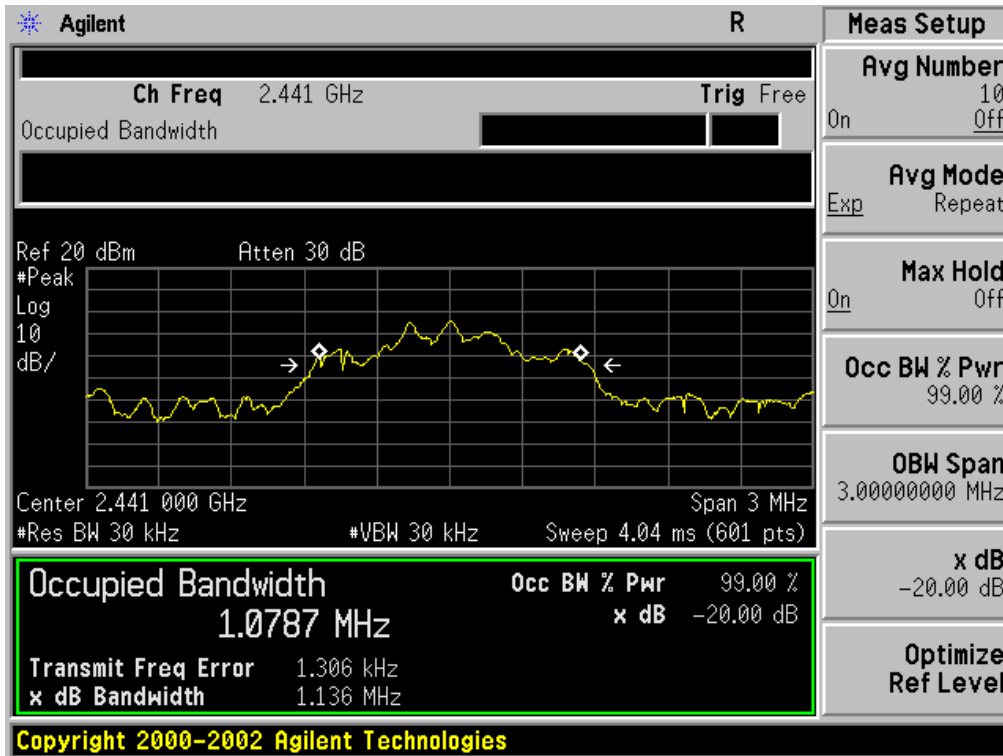 Agilent R
Ch Freq 2.441 GHz Trig Free
Occupied Bandwidth
Ref 20 dBm Atten 30 dB
#Peak
Log
10
dB/
Center 2.441 000 GHz Span 3 MHz
#Res BW 30 kHz #VBW 30 kHz Sweep 4.04 ms (601 pts)
Occupied Bandwidth Occ BW % Pwr 99.00 %
1.0787 MHz x dB -20.00 dB
Transmit Freq Error 1.306 kHz
x dB Bandwidth 1.136 MHz
Copyright 2000-2002 Agilent Technologies
Meas Setup
Avg Number
10
On Off
Avg Mode
Exp Repeat
Max Hold
On Off
Occ BW % Pwr
99.00 %
OBW Span
3.00000000 MHz
x dB
-20.00 dB
Optimize
Ref Level